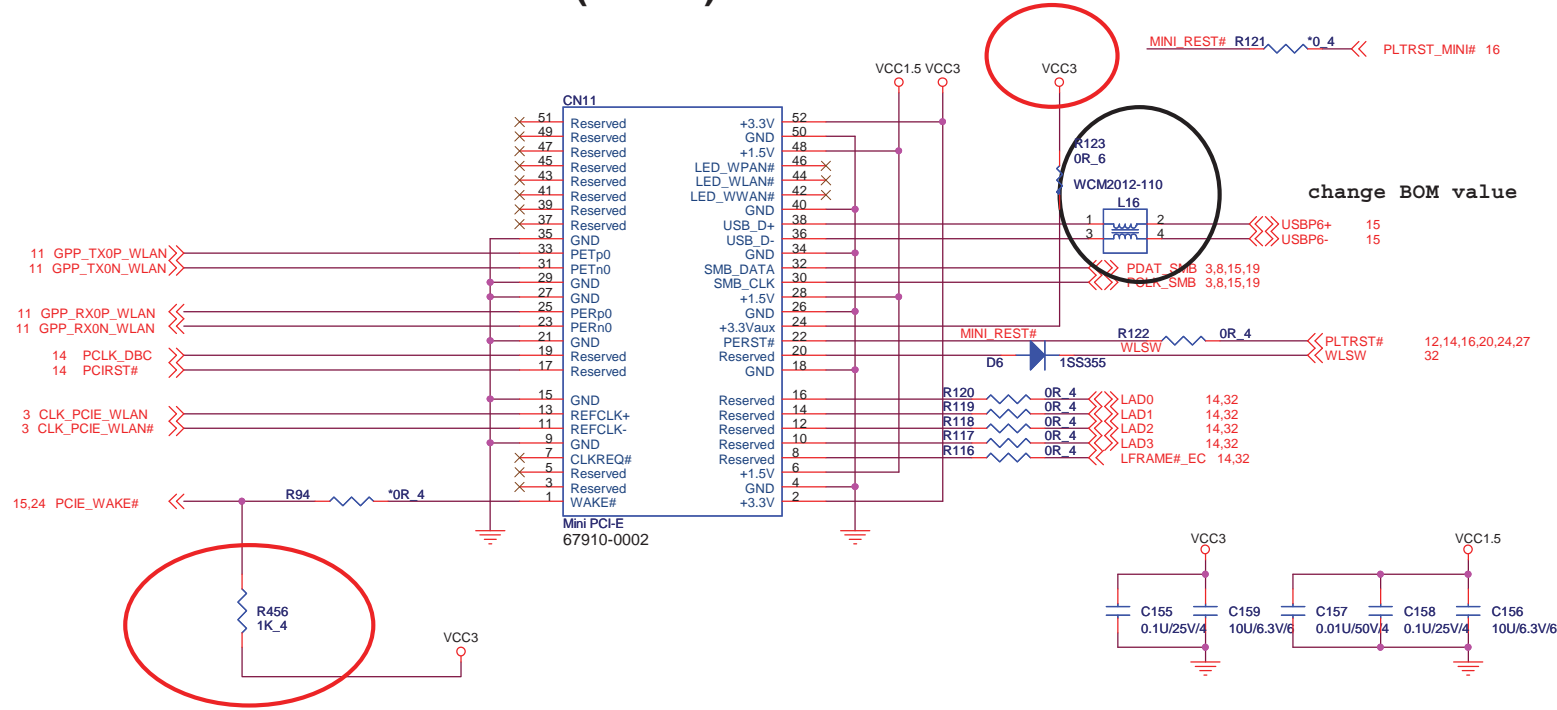 MINI_REST# R121 *0_4 PLTRST_MINI# 16
VCC1.5 VCC3 VCC3
CN11
51 Reserved +3.3V 52
49 Reserved GND 50
47 Reserved +1.5V 48
45 Reserved LED_WPAN# 46
43 Reserved LED_WLAN# 44
41 Reserved LED_WWAN# 42
39 Reserved GND 40
37 Reserved USB_D+ 38
35 GND USB_D- 36
33 PETp0 GND 34
31 PETn0 SMB_DATA 32
29 GND SMB_CLK 30
27 GND +1.5V 28
25 PERp0 GND 26
23 PERn0 +3.3Vaux 24
21 GND PERST# 22
19 Reserved Reserved 20
17 Reserved GND 18
15 GND Reserved 16
13 REFCLK+ Reserved 14
11 REFCLK- Reserved 12
9 GND Reserved 10
7 CLKREQ# Reserved 8
5 Reserved +1.5V 6
3 Reserved GND 4
1 WAKE# +3.3V 2
Mini PCI-E
67910-0002
R123
0R_6
WCM2012-110
L16
1 2
3 4
change BOM value
USBP6+ 15
USBP6- 15
PDAT_SMB 3,8,15,19
PCLK_SMB 3,8,15,19
MINI_REST# R122 0R_4 PLTRST# 12,14,16,20,24,27
WLSW WLSW 32
D6 1SS355
R120 0R_4 LAD0 14,32
R119 0R_4 LAD1 14,32
R118 0R_4 LAD2 14,32
R117 0R_4 LAD3 14,32
R116 0R_4 LFRAME#_EC 14,32
11 GPP_TX0P_WLAN
11 GPP_TX0N_WLAN
11 GPP_RX0P_WLAN
11 GPP_RX0N_WLAN
14 PCLK_DBC
14 PCIRST#
3 CLK_PCIE_WLAN
3 CLK_PCIE_WLAN#
15,24 PCIE_WAKE# R94 *0R_4
R456
1K_4
VCC3
VCC3 VCC1.5
C155 C159 C157 C158 C156
0.1U/25V/4 10U/6.3V/6 0.01U/50V/4 0.1U/25V/4 10U/6.3V/6